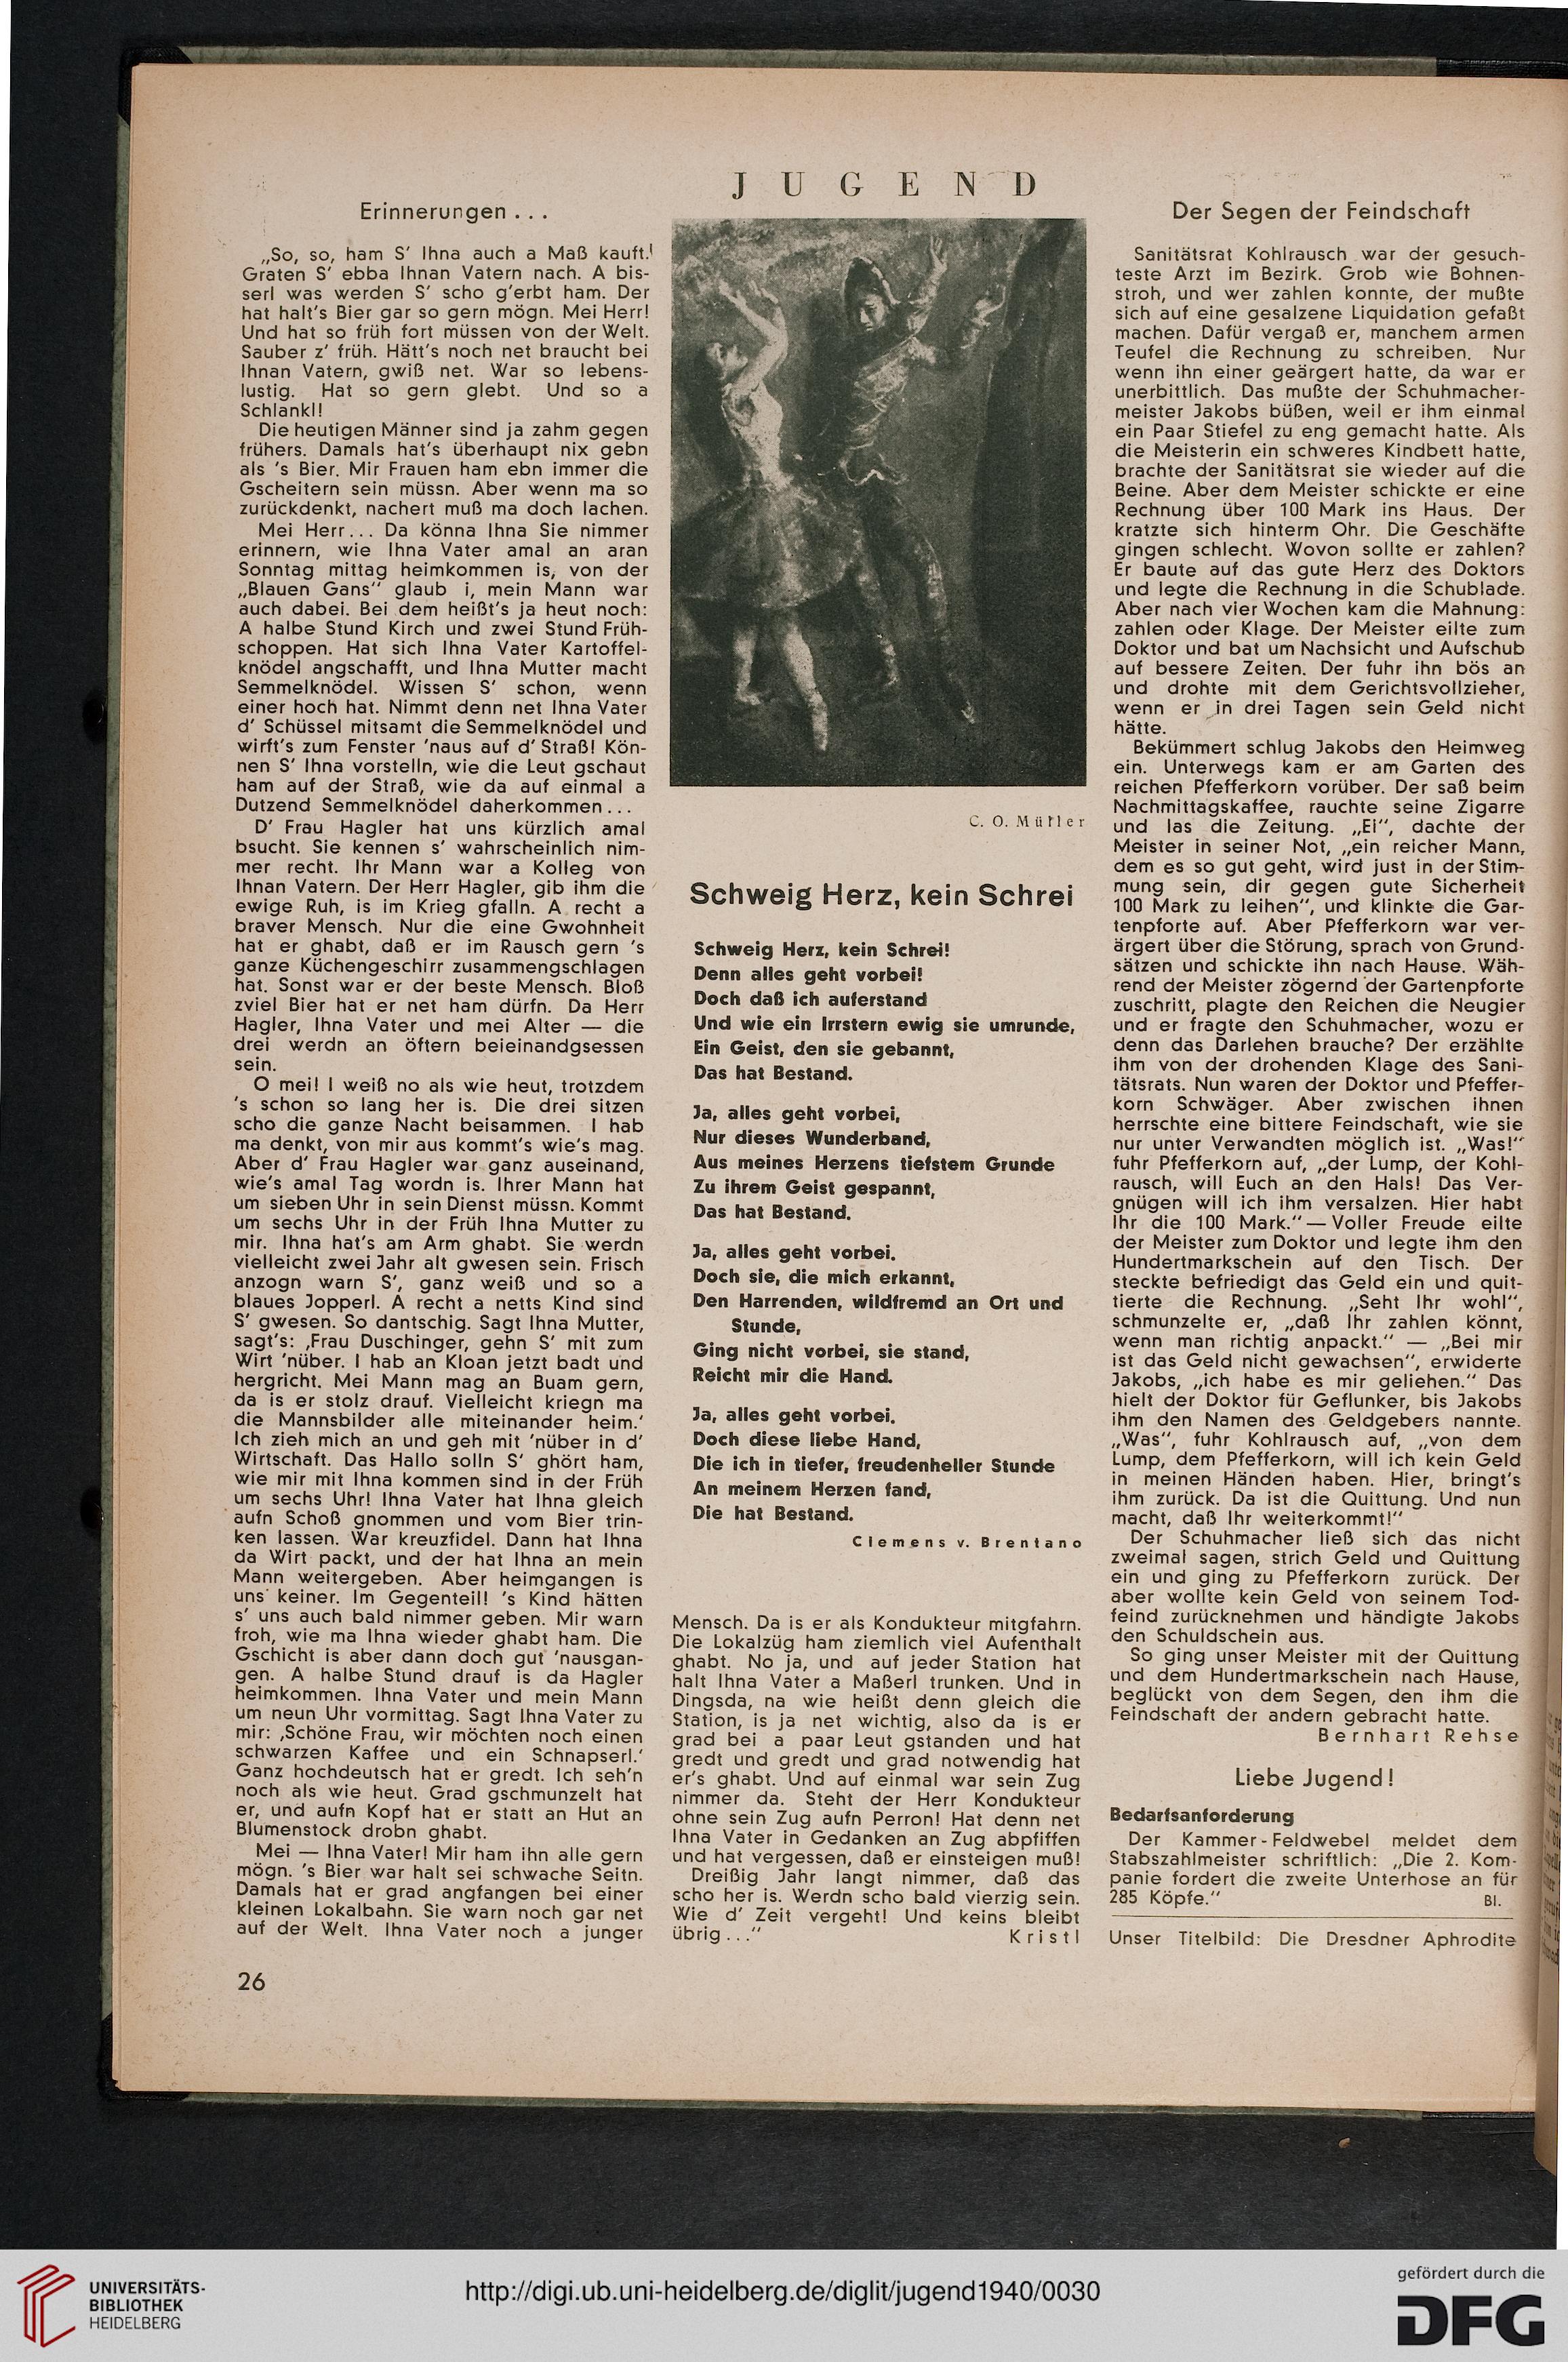 JUGEND
Erinnerungen . . .
„So, so, ham S' Ihna auch a Maß kauft.
Graten S' ebba Ihnan Vatern nach. A bis-
serl was werden S' scho g'erbt ham. Der
hat halt's Bier gar so gern mögn. Mei Herr!
Und hat so früh fort müssen von der Welt.
Sauber z' früh. Hätt's noch net braucht bei
Ihnan Vatern, gwiß net. War so lebens-
lustig. Hat so gern glebt. Und so a
Schlankl!
Die heutigen Männer sind ja zahm gegen
frühers. Damals hat's überhaupt nix gebn
als 's Bier. Mir Frauen ham ebn immer die
Gscheitern sein müssn. Aber wenn ma so
zurückdenkt, nachert muß ma doch lachen.
Mei Herr... Da könna Ihna Sie nimmer
erinnern, wie Ihna Vater amal an aran
Sonntag mittag heimkommen is, von der
„Blauen Gans" glaub i, mein Mann war
auch dabei. Bei dem heißt's ja heut noch:
A halbe Stund Kirch und zwei Stund Früh-
schoppen. Hat sich Ihna Vater Kartoffel-
knödel angschafft, und Ihna Mutter macht
Semmelknödel. Wissen S' schon, wenn
einer hoch hat. Nimmt denn net Ihna Vater
d' Schüssel mitsamt die Semmelknödel und
wirft's zum Fenster 'naus auf d' Straß! Kön-
nen S' Ihna vorstelln, wie die Leut gschaut
ham auf der Straß, wie da auf einmal a
Dutzend Semmelknödel daherkommen...
D' Frau Hagler hat uns kürzlich amal
bsucht. Sie kennen s' wahrscheinlich nim-
mer recht. Ihr Mann war a Kolleg von
Ihnan Vatern. Der Herr Hagler, gib ihm die
ewige Ruh, is im Krieg gfalln. A recht a
braver Mensch. Nur die eine Gwohnheit
hat er ghabt, daß er im Rausch gern 's
ganze Küchengeschirr zusammengschlagen
hat. Sonst war er der beste Mensch. Bloß
zviel Bier hat er net ham dürfn. Da Herr
Hagler, Ihna Vater und mei Alter — die
drei werdn an öftern beieinandgsessen
sein.
O mei! I weiß no als wie heut, trotzdem
's schon so lang her is. Die drei sitzen
scho die ganze Nacht beisammen. I hab
ma denkt, von mir aus kommt's wie's mag.
Aber d' Frau Hagler war ganz auseinand,
wie's amal Tag wordn is. Ihrer Mann hat
um sieben Uhr in sein Dienst müssn. Kommt
um sechs Uhr in der Früh Ihna Mutter zu
mir. Ihna hat's am Arm ghabt. Sie werdn
vielleicht zwei Jahr alt gwesen sein. Frisch
anzogn warn S', ganz weiß und so a
blaues Jopperl. A recht a netts Kind sind
S' gwesen. So dantschig. Sagt Ihna Mutter,
sagt's: ‚Frau Duschinger, gehn S' mit zum
Wirt 'nüber. I hab an Kloan jetzt badt und
hergricht. Mei Mann mag an Buam gern,
da is er stolz drauf. Vielleicht kriegn ma
die Mannsbilder alle miteinander heim.'
Ich zieh mich an und geh mit 'nüber in d'
Wirtschaft. Das Hallo solln S' ghört ham,
wie mir mit Ihna kommen sind in der Früh
um sechs Uhr! Ihna Vater hat Ihna gleich
aufn Schoß gnommen und vom Bier trin-
ken lassen. War kreuzfidel. Dann hat Ihna
da Wirt packt, und der hat Ihna an mein
Mann weitergeben. Aber heimgangen is
uns keiner. Im Gegenteil! 's Kind hätten
s' uns auch bald nimmer geben. Mir warn
froh, wie ma Ihna wieder ghabt ham. Die
Gschicht is aber dann doch gut 'nausgan-
gen. A halbe Stund drauf is da Hagler
heimkommen. Ihna Vater und mein Mann
um neun Uhr vormittag. Sagt Ihna Vater zu
mir: ‚Schöne Frau, wir möchten noch einen
schwarzen Kaffee und ein Schnapserl.'
Ganz hochdeutsch hat er gredt. Ich seh'n
noch als wie heut. Grad gschmunzelt hat
er, und aufn Kopf hat er statt an Hut an
Blumenstock drobn ghabt.
Mei — Ihna Vater! Mir ham ihn alle gern
mögn. 's Bier war halt sei schwache Seitn.
Damals hat er grad angfangen bei einer
kleinen Lokalbahn. Sie warn noch gar net
auf der Welt. Ihna Vater noch a junger
C. O. Müller
Schweig Herz, kein Schrei
Schweig Herz, kein Schrei!
Denn alles geht vorbei!
Doch daß ich auferstand
Und wie ein Irrstern ewig sie umrunde,
Ein Geist, den sie gebannt,
Das hat Bestand.
Ja, alles geht vorbei,
Nur dieses Wunderband,
Aus meines Herzens tiefstem Grunde
Zu ihrem Geist gespannt,
Das hat Bestand.
Ja, alles geht vorbei.
Doch sie, die mich erkannt,
Den Harrenden, wildfremd an Ort und
Stunde,
Ging nicht vorbei, sie stand,
Reicht mir die Hand.
Ja, alles geht vorbei.
Doch diese liebe Hand,
Die ich in tiefer, freudenheller Stunde
An meinem Herzen fand,
Die hat Bestand.
Clemens v. Brentano
Mensch. Da is er als Kondukteur mitgfahrn.
Die Lokalzüg ham ziemlich viel Aufenthalt
ghabt. No ja, und auf jeder Station hat
halt Ihna Vater a Maßerl trunken. Und in
Dingsda, na wie heißt denn gleich die
Station, is ja net wichtig, also da is er
grad bei a paar Leut gstanden und hat
gredt und gredt und grad notwendig hat
er's ghabt. Und auf einmal war sein Zug
nimmer da. Steht der Herr Kondukteur
ohne sein Zug aufn Perron! Hat denn net
Ihna Vater in Gedanken an Zug abpfiffen
und hat vergessen, daß er einsteigen muß!
Dreißig Jahr langt nimmer, daß das
scho her is. Werdn scho bald vierzig sein.
Wie d' Zeit vergeht! Und keins bleibt
übrig..." Kristl
Der Segen der Feindschaft
Sanitätsrat Kohlrausch war der gesuch-
teste Arzt im Bezirk. Grob wie Bohnen-
stroh, und wer zahlen konnte, der mußte
sich auf eine gesalzene Liquidation gefaßt
machen. Dafür vergaß er, manchem armen
Teufel die Rechnung zu schreiben. Nur
wenn ihn einer geärgert hatte, da war er
unerbittlich. Das mußte der Schuhmacher-
meister Jakobs büßen, weil er ihm einmal
ein Paar Stiefel zu eng gemacht hatte. Als
die Meisterin ein schweres Kindbett hatte,
brachte der Sanitätsrat sie wieder auf die
Beine. Aber dem Meister schickte er eine
Rechnung über 100 Mark ins Haus. Der
kratzte sich hinterm Ohr. Die Geschäfte
gingen schlecht. Wovon sollte er zahlen?
Er baute auf das gute Herz des Doktors
und legte die Rechnung in die Schublade.
Aber nach vier Wochen kam die Mahnung:
zahlen oder Klage. Der Meister eilte zum
Doktor und bat um Nachsicht und Aufschub
auf bessere Zeiten. Der fuhr ihn bös an
und drohte mit dem Gerichtsvollzieher,
wenn er in drei Tagen sein Geld nicht
hätte.
Bekümmert schlug Jakobs den Heimweg
ein. Unterwegs kam er am Garten des
reichen Pfefferkorn vorüber. Der saß beim
Nachmittagskaffee, rauchte seine Zigarre
und las die Zeitung. „Ei", dachte der
Meister in seiner Not, „ein reicher Mann,
dem es so gut geht, wird just in der Stim-
mung sein, dir gegen gute Sicherheit
100 Mark zu leihen", und klinkte die Gar-
tenpforte auf. Aber Pfefferkorn war ver-
ärgert über die Störung, sprach von Grund-
sätzen und schickte ihn nach Hause. Wäh-
rend der Meister zögernd der Gartenpforte
zuschritt, plagte den Reichen die Neugier
und er fragte den Schuhmacher, wozu er
denn das Darlehen brauche? Der erzählte
ihm von der drohenden Klage des Sani-
tätsrats. Nun waren der Doktor und Pfeffer-
korn Schwäger. Aber zwischen ihnen
herrschte eine bittere Feindschaft, wie sie
nur unter Verwandten möglich ist. „Was!"
fuhr Pfefferkorn auf, „der Lump, der Kohl-
rausch, will Euch an den Hals! Das Ver-
gnügen will ich ihm versalzen. Hier habt
Ihr die 100 Mark." — Voller Freude eilte
der Meister zum Doktor und legte ihm den
Hundertmarkschein auf den Tisch. Der
steckte befriedigt das Geld ein und quit-
tierte die Rechnung. „Seht Ihr wohl",
schmunzelte er, „daß Ihr zahlen könnt,
wenn man richtig anpackt." — „Bei mir
ist das Geld nicht gewachsen", erwiderte
Jakobs, „ich habe es mir geliehen." Das
hielt der Doktor für Geflunker, bis Jakobs
ihm den Namen des Geldgebers nannte.
„Was", fuhr Kohlrausch auf, „von dem
Lump, dem Pfefferkorn, will ich kein Geld
in meinen Händen haben. Hier, bringt's
ihm zurück. Da ist die Quittung. Und nun
macht, daß Ihr weiterkommt!"
Der Schuhmacher ließ sich das nicht
zweimal sagen, strich Geld und Quittung
ein und ging zu Pfefferkorn zurück. Der
aber wollte kein Geld von seinem Tod-
feind zurücknehmen und händigte Jakobs
den Schuldschein aus.
So ging unser Meister mit der Quittung
und dem Hundertmarkschein nach Hause,
beglückt von dem Segen, den ihm die
Feindschaft der andern gebracht hatte.
Bernhart Rehse
Liebe Jugend!
Bedarfsanforderung
Der Kammer-Feldwebel meldet dem
Stabszahlmeister schriftlich: „Die 2. Kom-
panie fordert die zweite Unterhose an für
285 Köpfe." Bl.
Unser Titelbild: Die Dresdner Aphrodite
26
UNIVERSITÄTS-
BIBLIOTHEK
HEIDELBERG
http://digi.ub.uni-heidelberg.de/diglit/jugend1940/0030
gefördert durch die
DFG